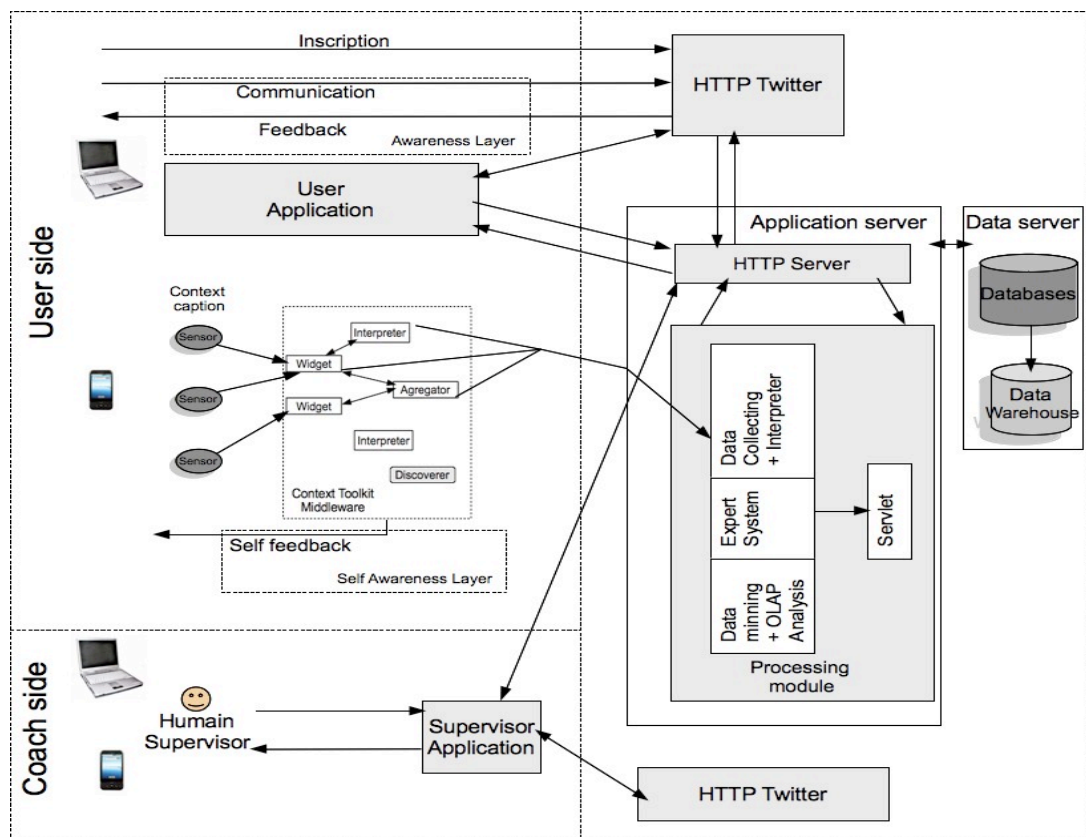 Inscription
Communication
Feedback
Awareness Layer
HTTP Twitter
User
Application
User side
Application server
HTTP Server
Data server
Databases
Data
Warehouse
Context
caption
Sensor
Sensor
Sensor
Interpreter
Widget
Agregator
Widget
Interpreter
Discoverer
Context Toolkit
Middleware
Self feedback
Self Awareness Layer
Data
Collecting
+ Interpreter
Expert
System
Data
minning
+ OLAP
Analysis
Servlet
Processing
module
Coach side
Humain
Supervisor
Supervisor
Application
HTTP Twitter